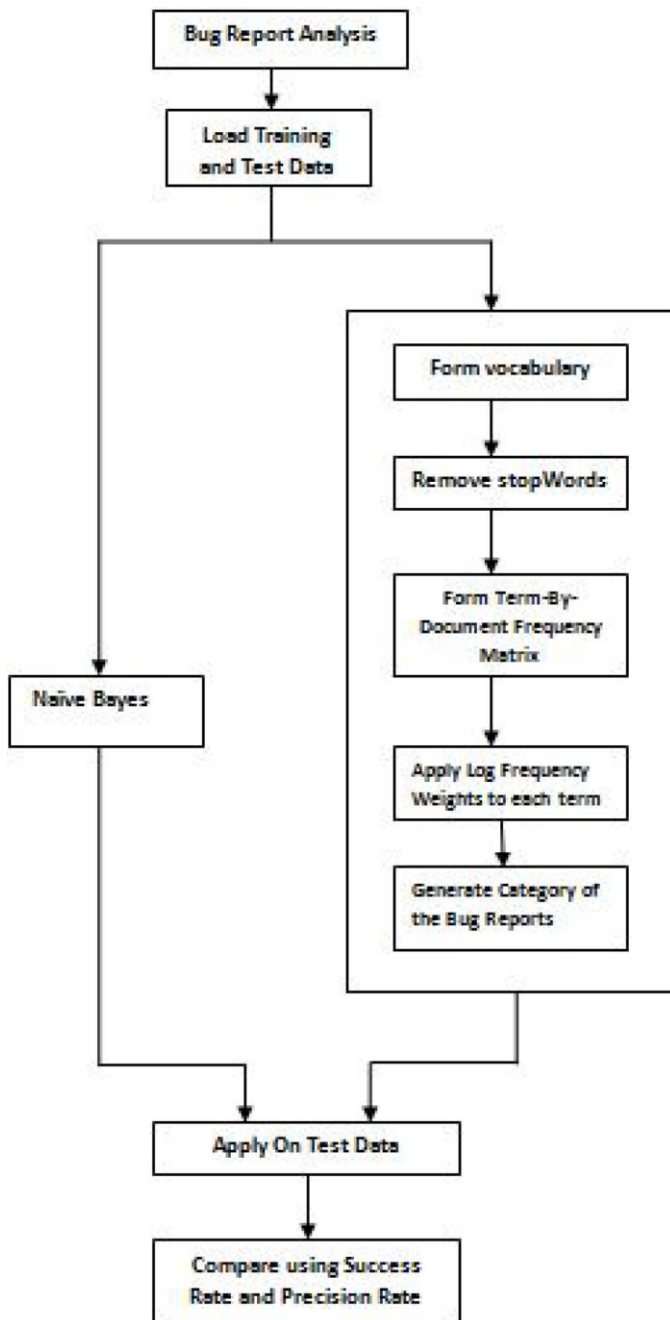 Bug Report Analysis
Load Training
and Test Data
Form vocabulary
Remove stopWords
Form Term-By-
Document Frequency
Matrix
Naïve Bayes
Apply Log Frequency
Weights to each term
Generate Category of
the Bug Reports
Apply On Test Data
Compare using Success
Rate and Precision Rate